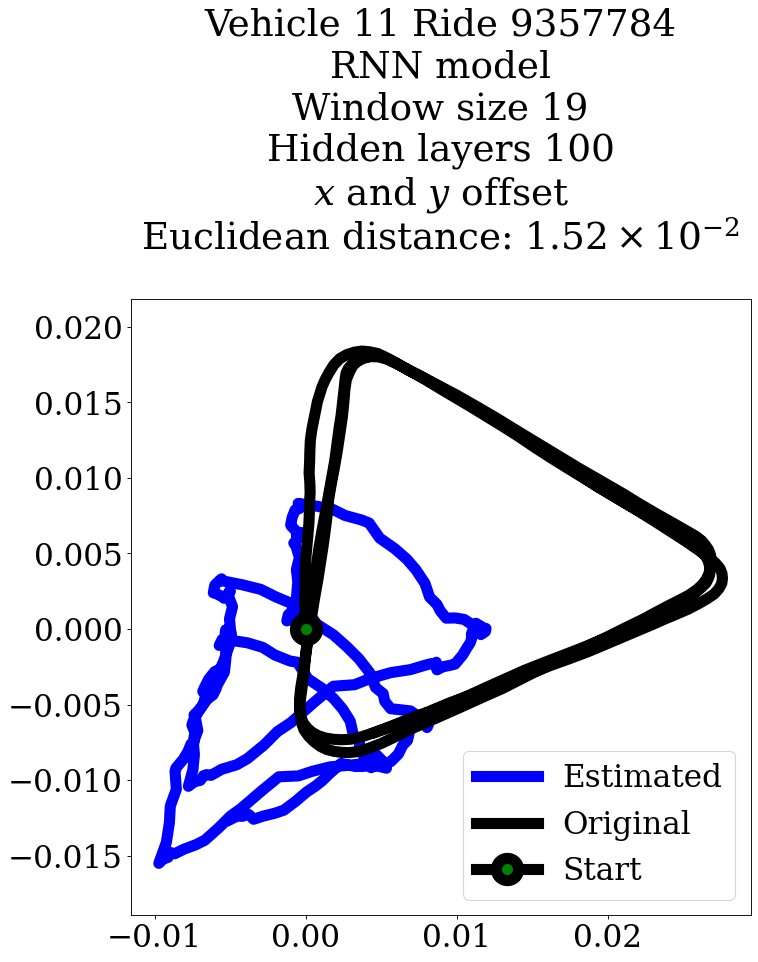 Vehicle 11 Ride 9357784
RNN model
Window size 19
Hidden layers 100
x and y offset
Euclidean distance: 1.52 × 10⁻²
0.020
0.015
0.010
0.005
0.000
−0.005
−0.010
−0.015
−0.01 0.00 0.01 0.02
Estimated
Original
Start